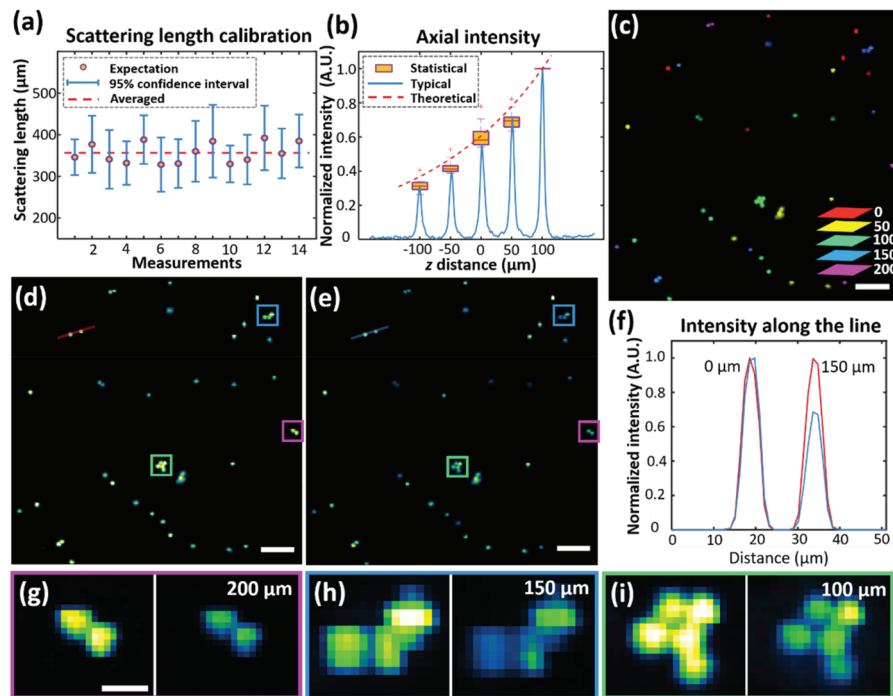 (a) Scattering length calibration
Scattering length (µm)
500
400
300
200
Expectation
95% confidence interval
Averaged
2 4 6 8 10 12 14
Measurements
(b) Axial intensity
Normalized intensity (A.U.)
1.0
0.8
0.6
0.4
0.2
0
Statistical
Typical
Theoretical
-100 -50 0 50 100
z distance (µm)
(c)
0
50
100
150
200
(d)
(e)
(f) Intensity along the line
Normalized intensity (A.U.)
1.0
0.8
0.6
0.4
0.2
0
0 µm
150 µm
0 10 20 30 40 50
Distance (µm)
(g) 200 µm
(h) 150 µm
(i) 100 µm